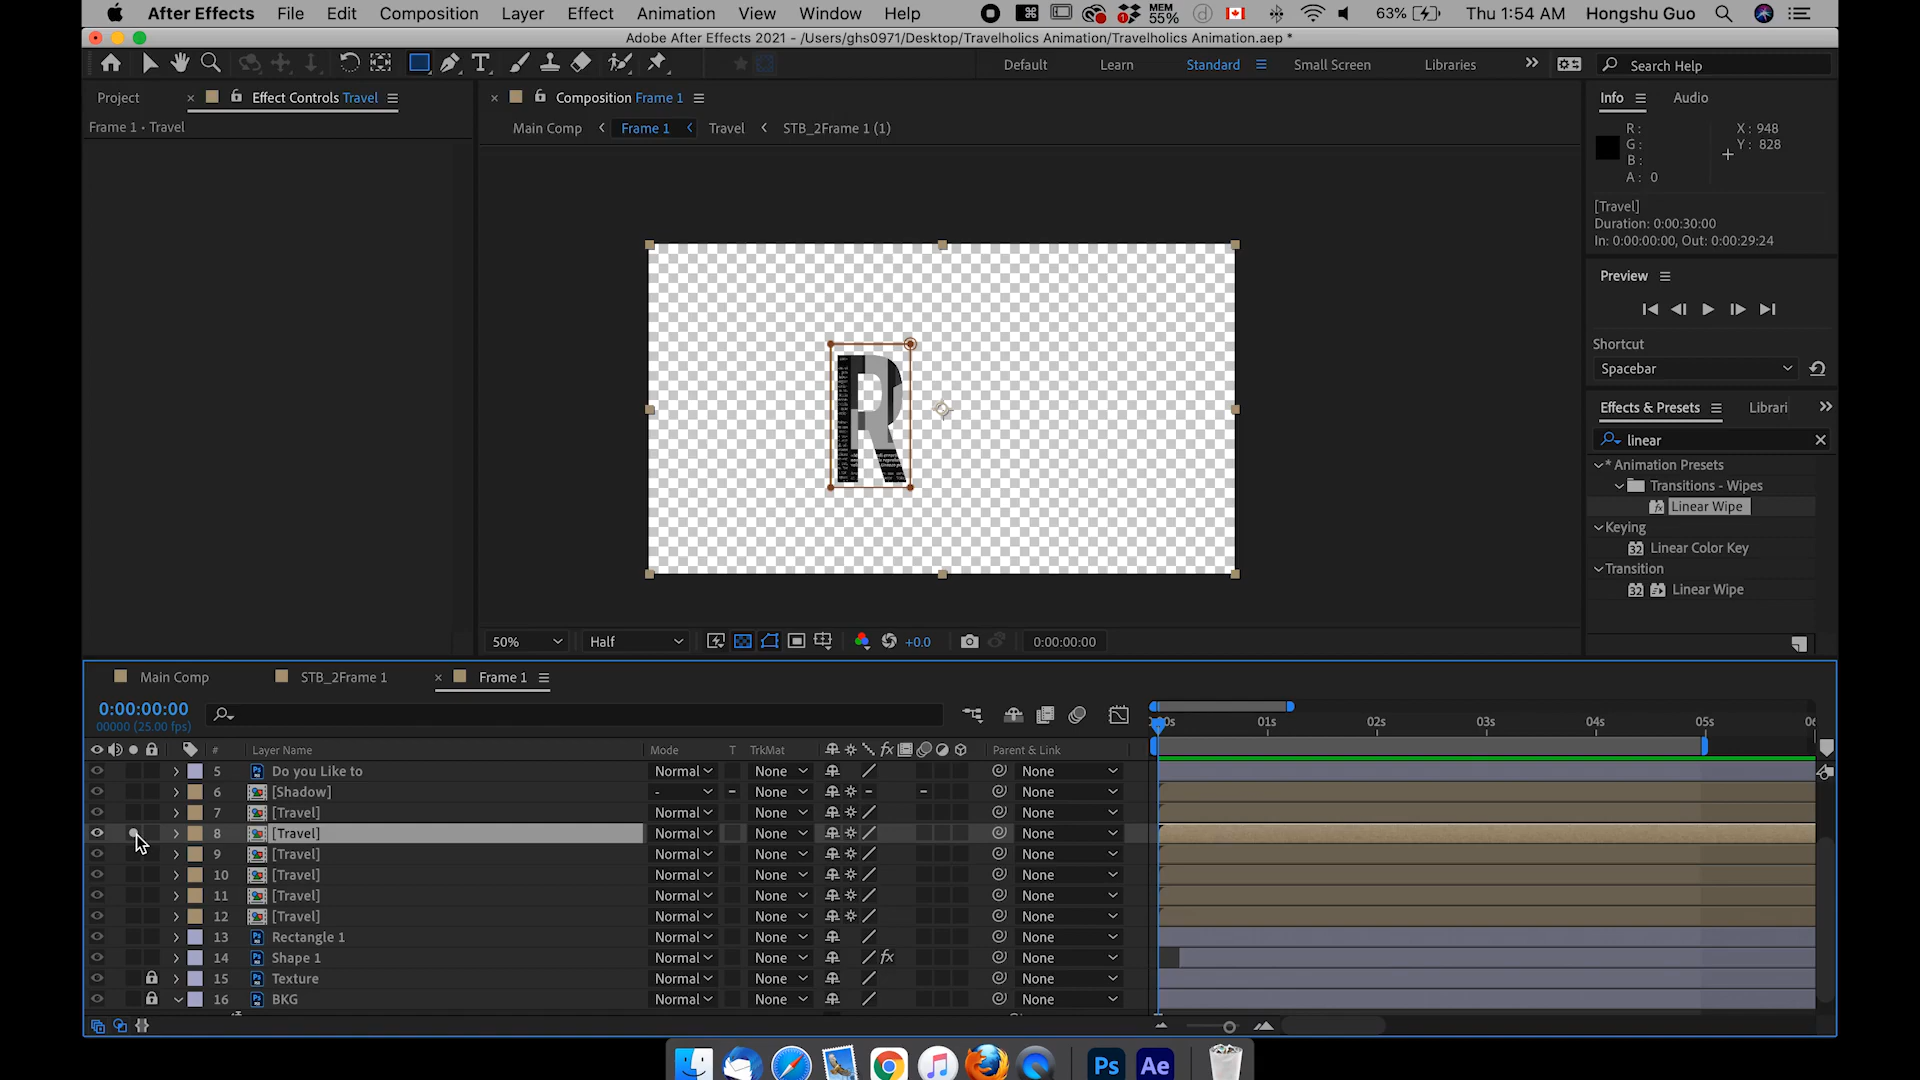 After Effects File Edit Composition Layer Effect Animation View Window Help MEM 55% 63% Thu 1:54 AM Hongshu Guo
Adobe After Effects 2021 - /Users/ghs0971/Desktop/Travelholics Animation/Travelholics Animation.aep *
Default Learn Standard Small Screen Libraries Search Help
Project Effect Controls Travel Composition Frame 1 Info Audio
Frame 1 • Travel
Main Comp Frame 1 Travel STB_2Frame 1 (1)
R: X: 948
G: Y: 828
B:
A: 0
[Travel]
Duration: 0:00:30:00
In: 0:00:00:00, Out: 0:00:29:24
Preview
Shortcut
Spacebar
Effects & Presets Librari
linear
* Animation Presets
Transitions - Wipes
Linear Wipe
Keying
32 Linear Color Key
Transition
32 Linear Wipe
R
50% Half +0.0 0:00:00:00
Main Comp STB_2Frame 1 Frame 1
0:00:00:00
00000 (25.00 fps)
01s 02s 03s 04s 05s
# Layer Name Mode T TrkMat fx Parent & Link
5 Do you Like to Normal None None
6 [Shadow] - None None
7 [Travel] Normal None None
8 [Travel] Normal None None
9 [Travel] Normal None None
10 [Travel] Normal None None
11 [Travel] Normal None None
12 [Travel] Normal None None
13 Rectangle 1 Normal None None
14 Shape 1 Normal None fx None
15 Texture Normal None None
16 BKG Normal None None
Ps Ae